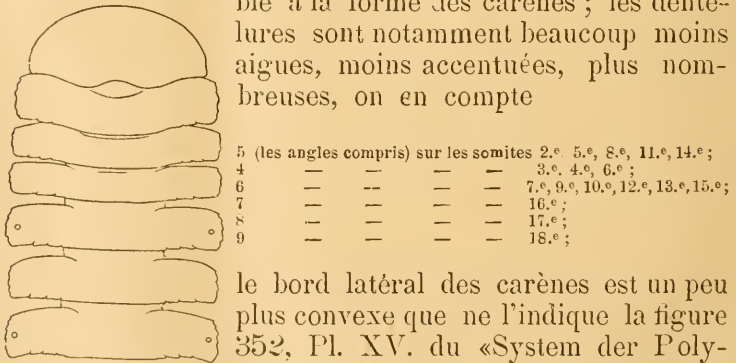 ble à la forme des carènes ; les dente-
lures sont notamment beaucoup moins
aigues, moins accentuées, plus nom-
breuses, on en compte
5 (les angles compris) sur les somites 2.e 5.e, 8.e, 11.e, 14.e ;
4 — — — — 3.e. 4.e, 6.e ;
6 — — — — 7.e, 9.e, 10.e, 12.e, 13.e, 15.e ;
7 — — — — 16.e ;
8 — — — — 17.e ;
9 — — — — 18.e ;
le bord latéral des carènes est un peu
plus convexe que ne l'indique la figure
352, Pl. XV. du «System der Poly-